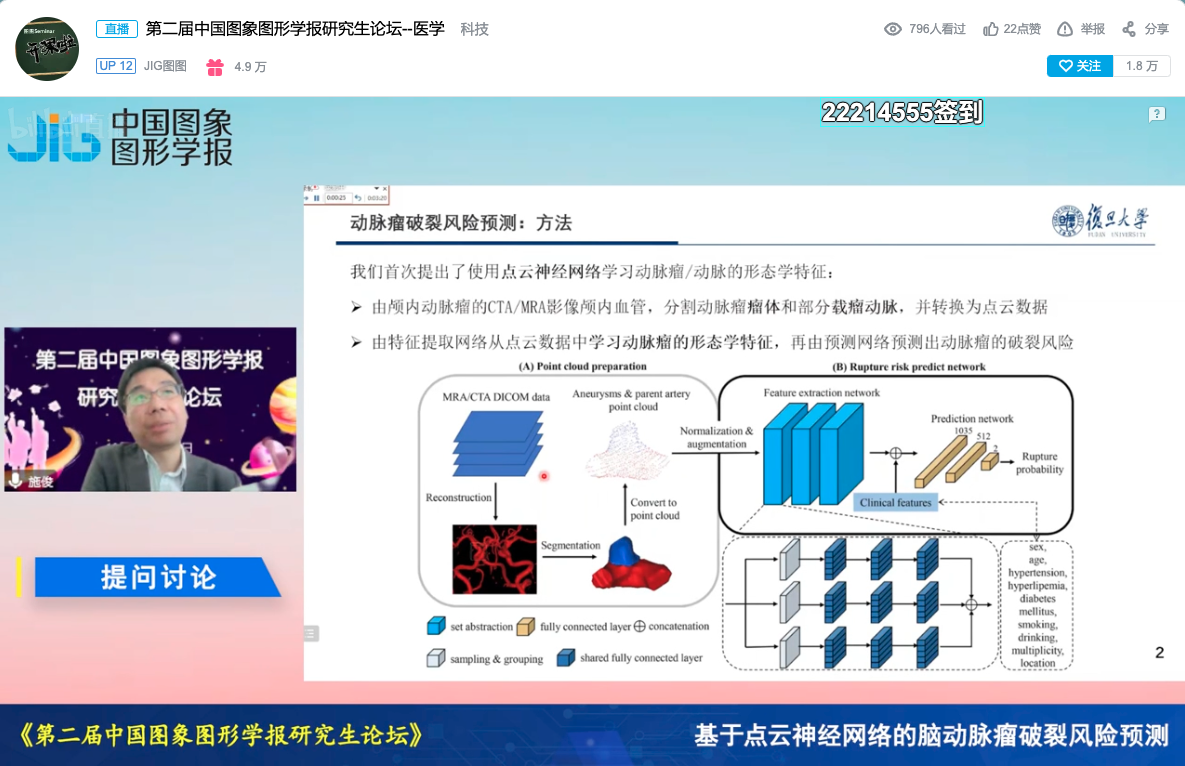 开课啦
直播 第二届中国图象图形学报研究生论坛--医学 科技
796人看过 22点赞 举报 分享
UP 12 JIG图图 4.9 万
关注 1.8 万
22214555签到
?
JIG 中国图象
图形学报
0:00:23 0:03:20
动脉瘤破裂风险预测：方法
復旦大學
FUDAN UNIVERSITY
我们首次提出了使用点云神经网络学习动脉瘤/动脉的形态学特征：
➢ 由颅内动脉瘤的CTA/MRA影像颅内血管，分割动脉瘤瘤体和部分载瘤动脉，并转换为点云数据
➢ 由特征提取网络从点云数据中学习动脉瘤的形态学特征，再由预测网络预测出动脉瘤的破裂风险
(A) Point cloud preparation
MRA/CTA DICOM data
Aneurysms & parent artery
point cloud
Reconstruction
Segmentation
Convert to
point cloud
Normalization &
augmentation
(B) Rupture risk predict network
Feature extraction network
Prediction network
1035
512
2
Rupture
probability
Clinical features
sex,
age,
hypertension,
hyperlipemia,
diabetes
mellitus,
smoking,
drinking,
multiplicity,
location
set abstraction fully connected layer concatenation
sampling & grouping shared fully connected layer
2
第二届中国图象图形学报
研究 论坛
施俊
提问讨论
《第二届中国图象图形学报研究生论坛》
基于点云神经网络的脑动脉瘤破裂风险预测